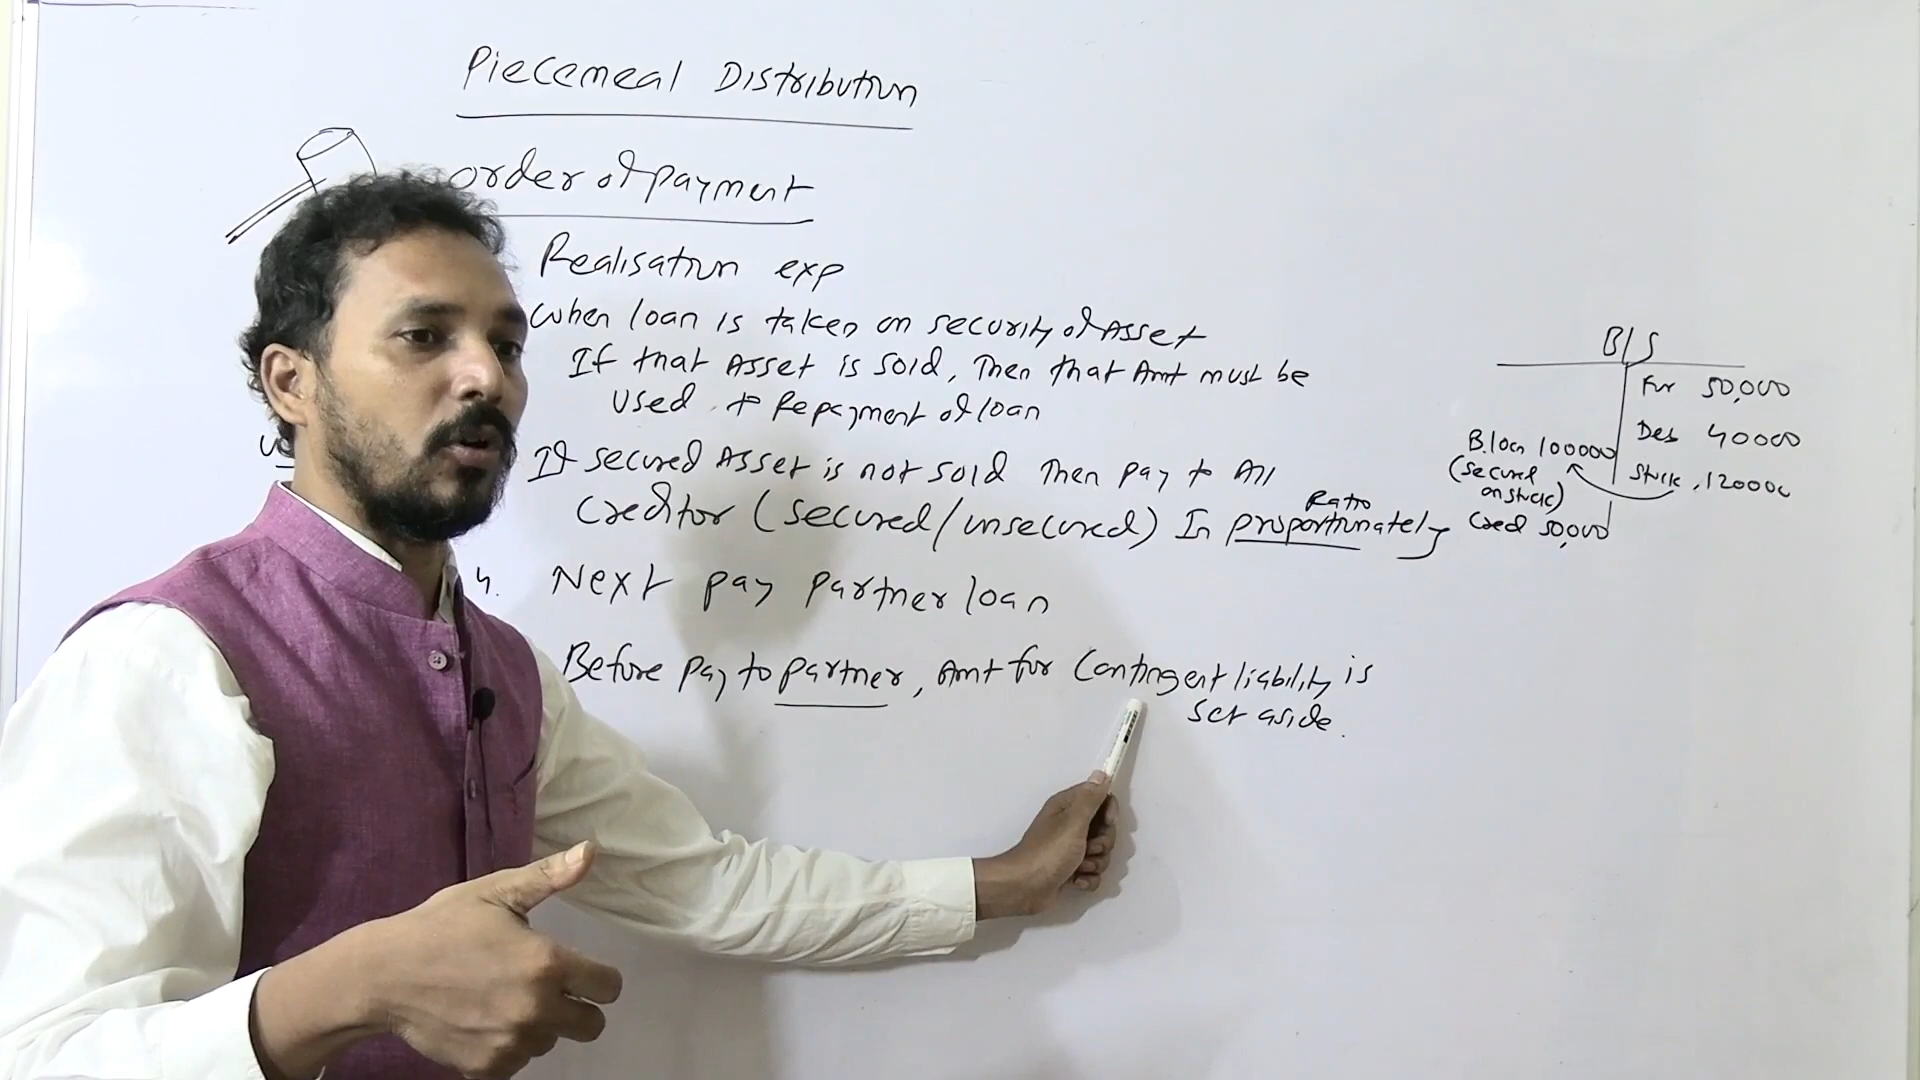 Piecemeal Distribution
order of payment
Realisation exp
When loan is taken on security of Asset
If that Asset is sold, Then that Amt must be
used to Repayment of loan
If secured Asset is not sold Then pay to All
Ratio
Creditor (secured/unsecured) In proportionately
4. Next pay partner loan
Before pay to partner, Amt for Contingent liability is
set aside.
B/S
Fur 50,000
Deb 40000
B.loan 100000
Stock 120000
(secured
on stock)
Cred 50,000